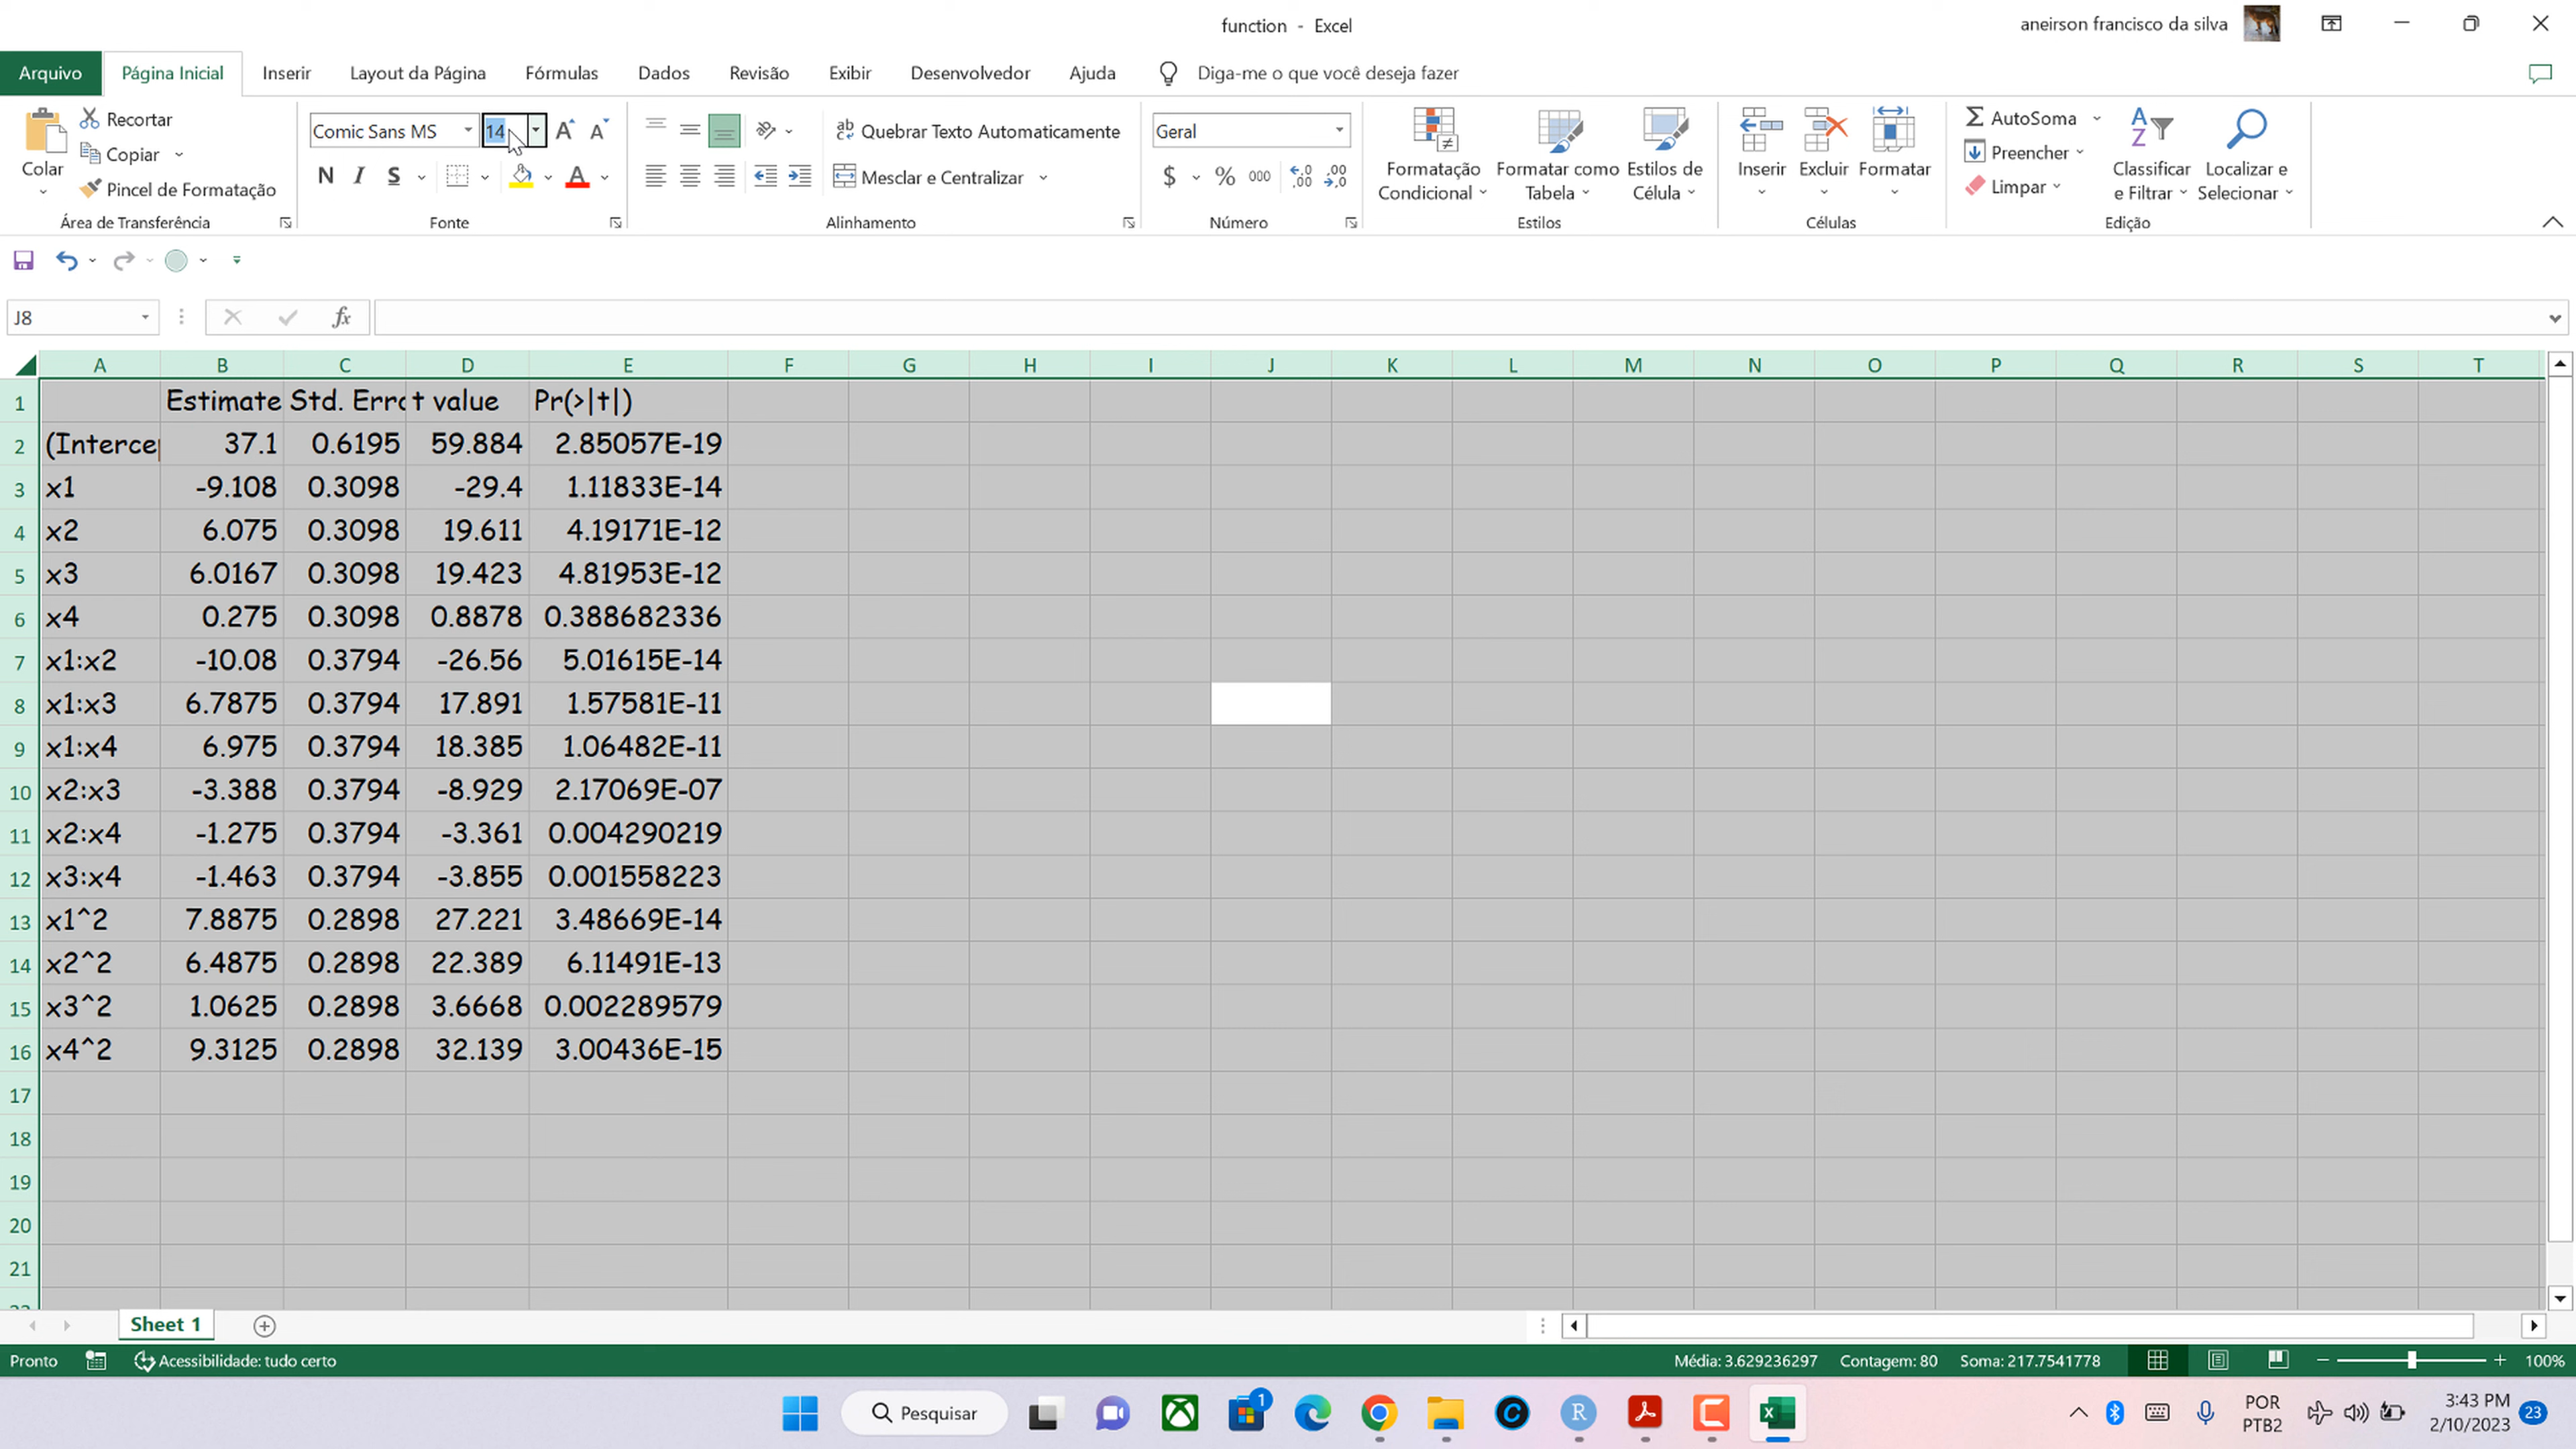 function - Excel
aneirson francisco da silva
Arquivo Página Inicial Inserir Layout da Página Fórmulas Dados Revisão Exibir Desenvolvedor Ajuda Diga-me o que você deseja fazer
Colar
Recortar
Copiar
Pincel de Formatação
Área de Transferência
Comic Sans MS 14
N I S
Fonte
Quebrar Texto Automaticamente
Mesclar e Centralizar
Alinhamento
Geral
$ % 000
Número
Formatação Condicional
Formatar como Tabela
Estilos de Célula
Estilos
Inserir Excluir Formatar
Células
AutoSoma
Preencher
Limpar
Classificar e Filtrar
Localizar e Selecionar
Edição
J8 fx
A B C D E F G H I J K L M N O P Q R S T
1 Estimate Std. Erro t value Pr(>|t|)
2 (Intercep 37.1 0.6195 59.884 2.85057E-19
3 x1 -9.108 0.3098 -29.4 1.11833E-14
4 x2 6.075 0.3098 19.611 4.19171E-12
5 x3 6.0167 0.3098 19.423 4.81953E-12
6 x4 0.275 0.3098 0.8878 0.388682336
7 x1:x2 -10.08 0.3794 -26.56 5.01615E-14
8 x1:x3 6.7875 0.3794 17.891 1.57581E-11
9 x1:x4 6.975 0.3794 18.385 1.06482E-11
10 x2:x3 -3.388 0.3794 -8.929 2.17069E-07
11 x2:x4 -1.275 0.3794 -3.361 0.004290219
12 x3:x4 -1.463 0.3794 -3.855 0.001558223
13 x1^2 7.8875 0.2898 27.221 3.48669E-14
14 x2^2 6.4875 0.2898 22.389 6.11491E-13
15 x3^2 1.0625 0.2898 3.6668 0.002289579
16 x4^2 9.3125 0.2898 32.139 3.00436E-15
17
18
19
20
21
Sheet 1
Pronto Acessibilidade: tudo certo Média: 3.629236297 Contagem: 80 Soma: 217.7541778 100%
Pesquisar 1 POR PTB2 3:43 PM 2/10/2023 23